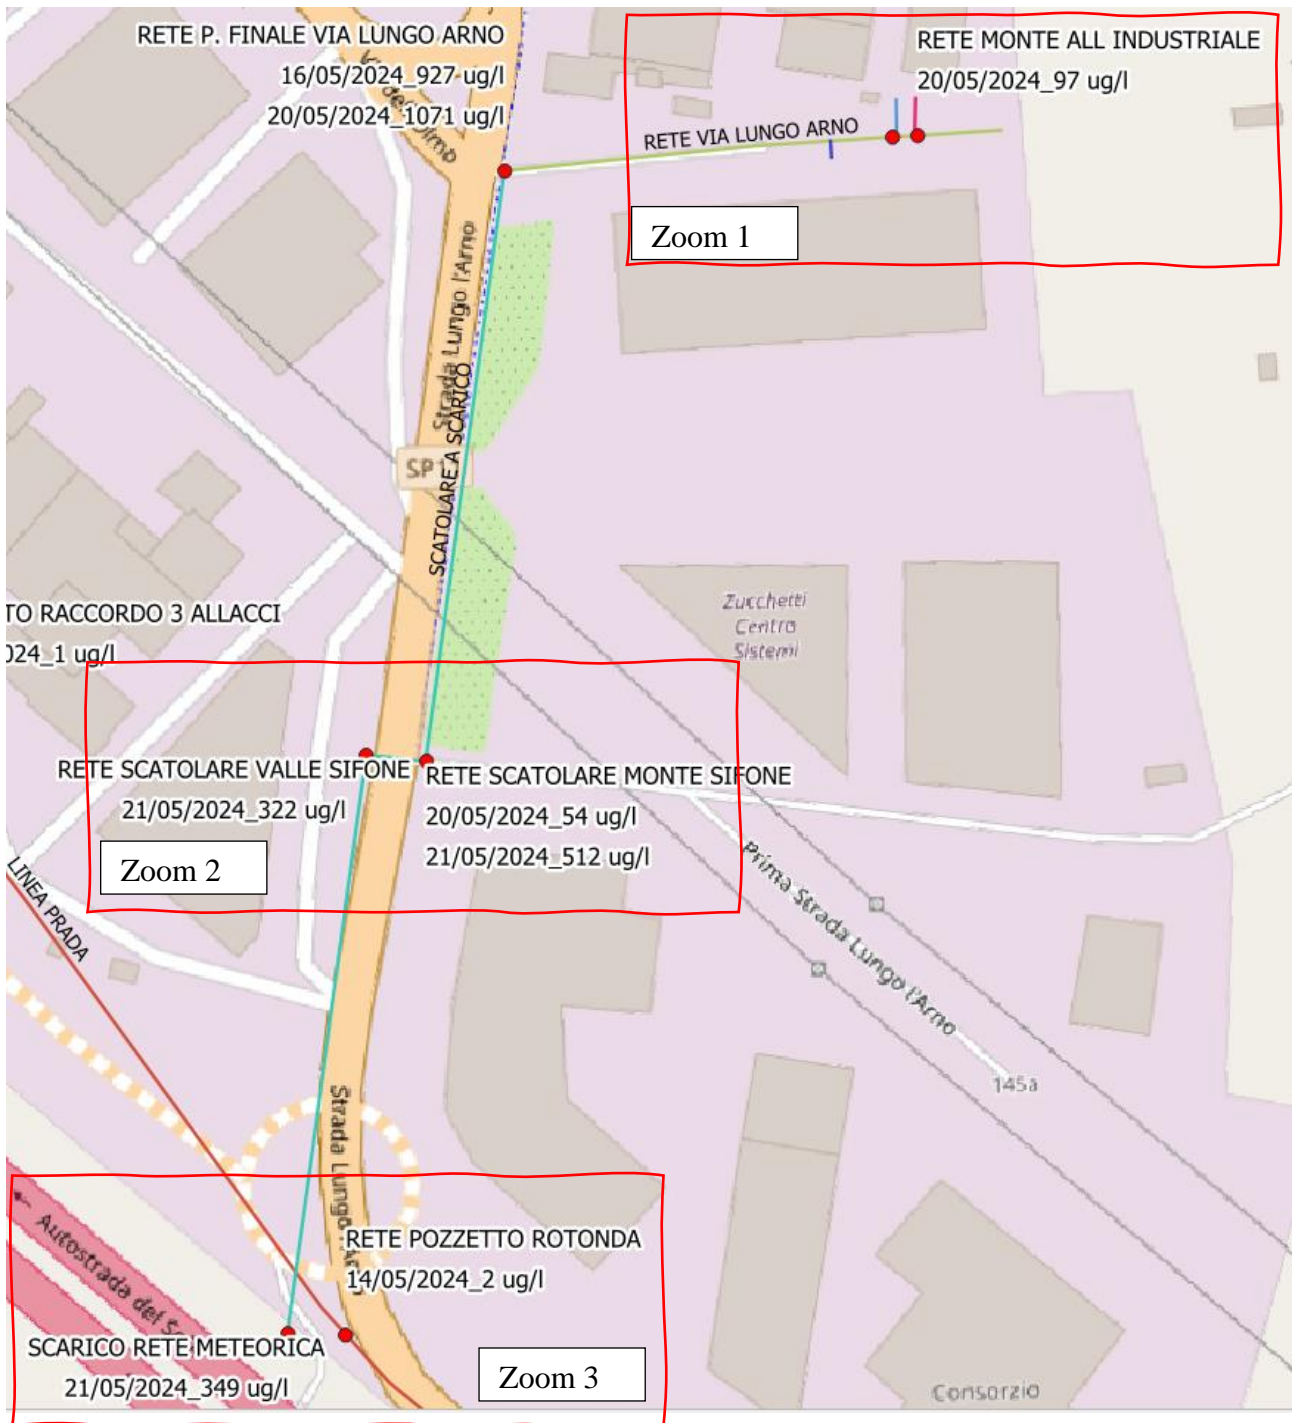 RETE P. FINALE VIA LUNGO ARNO
16/05/2024_927 ug/l
20/05/2024_1071 ug/l
RETE MONTE ALL INDUSTRIALE
20/05/2024_97 ug/l
RETE VIA LUNGO ARNO
Zoom 1
Strada Lungo l'Arno
SCATOLARE A SCARICO
SP
Zucchetti
Centro
Sistemi
TO RACCORDO 3 ALLACCI
024_1 ug/l
RETE SCATOLARE VALLE SIFONE
21/05/2024_322 ug/l
RETE SCATOLARE MONTE SIFONE
20/05/2024_54 ug/l
21/05/2024_512 ug/l
Zoom 2
LINEA PRADA
Prima Strada Lungo l'Arno
145a
Strada Lungo
RETE POZZETTO ROTONDA
14/05/2024_2 ug/l
Autostrada del
SCARICO RETE METEORICA
21/05/2024_349 ug/l
Zoom 3
Consorzio